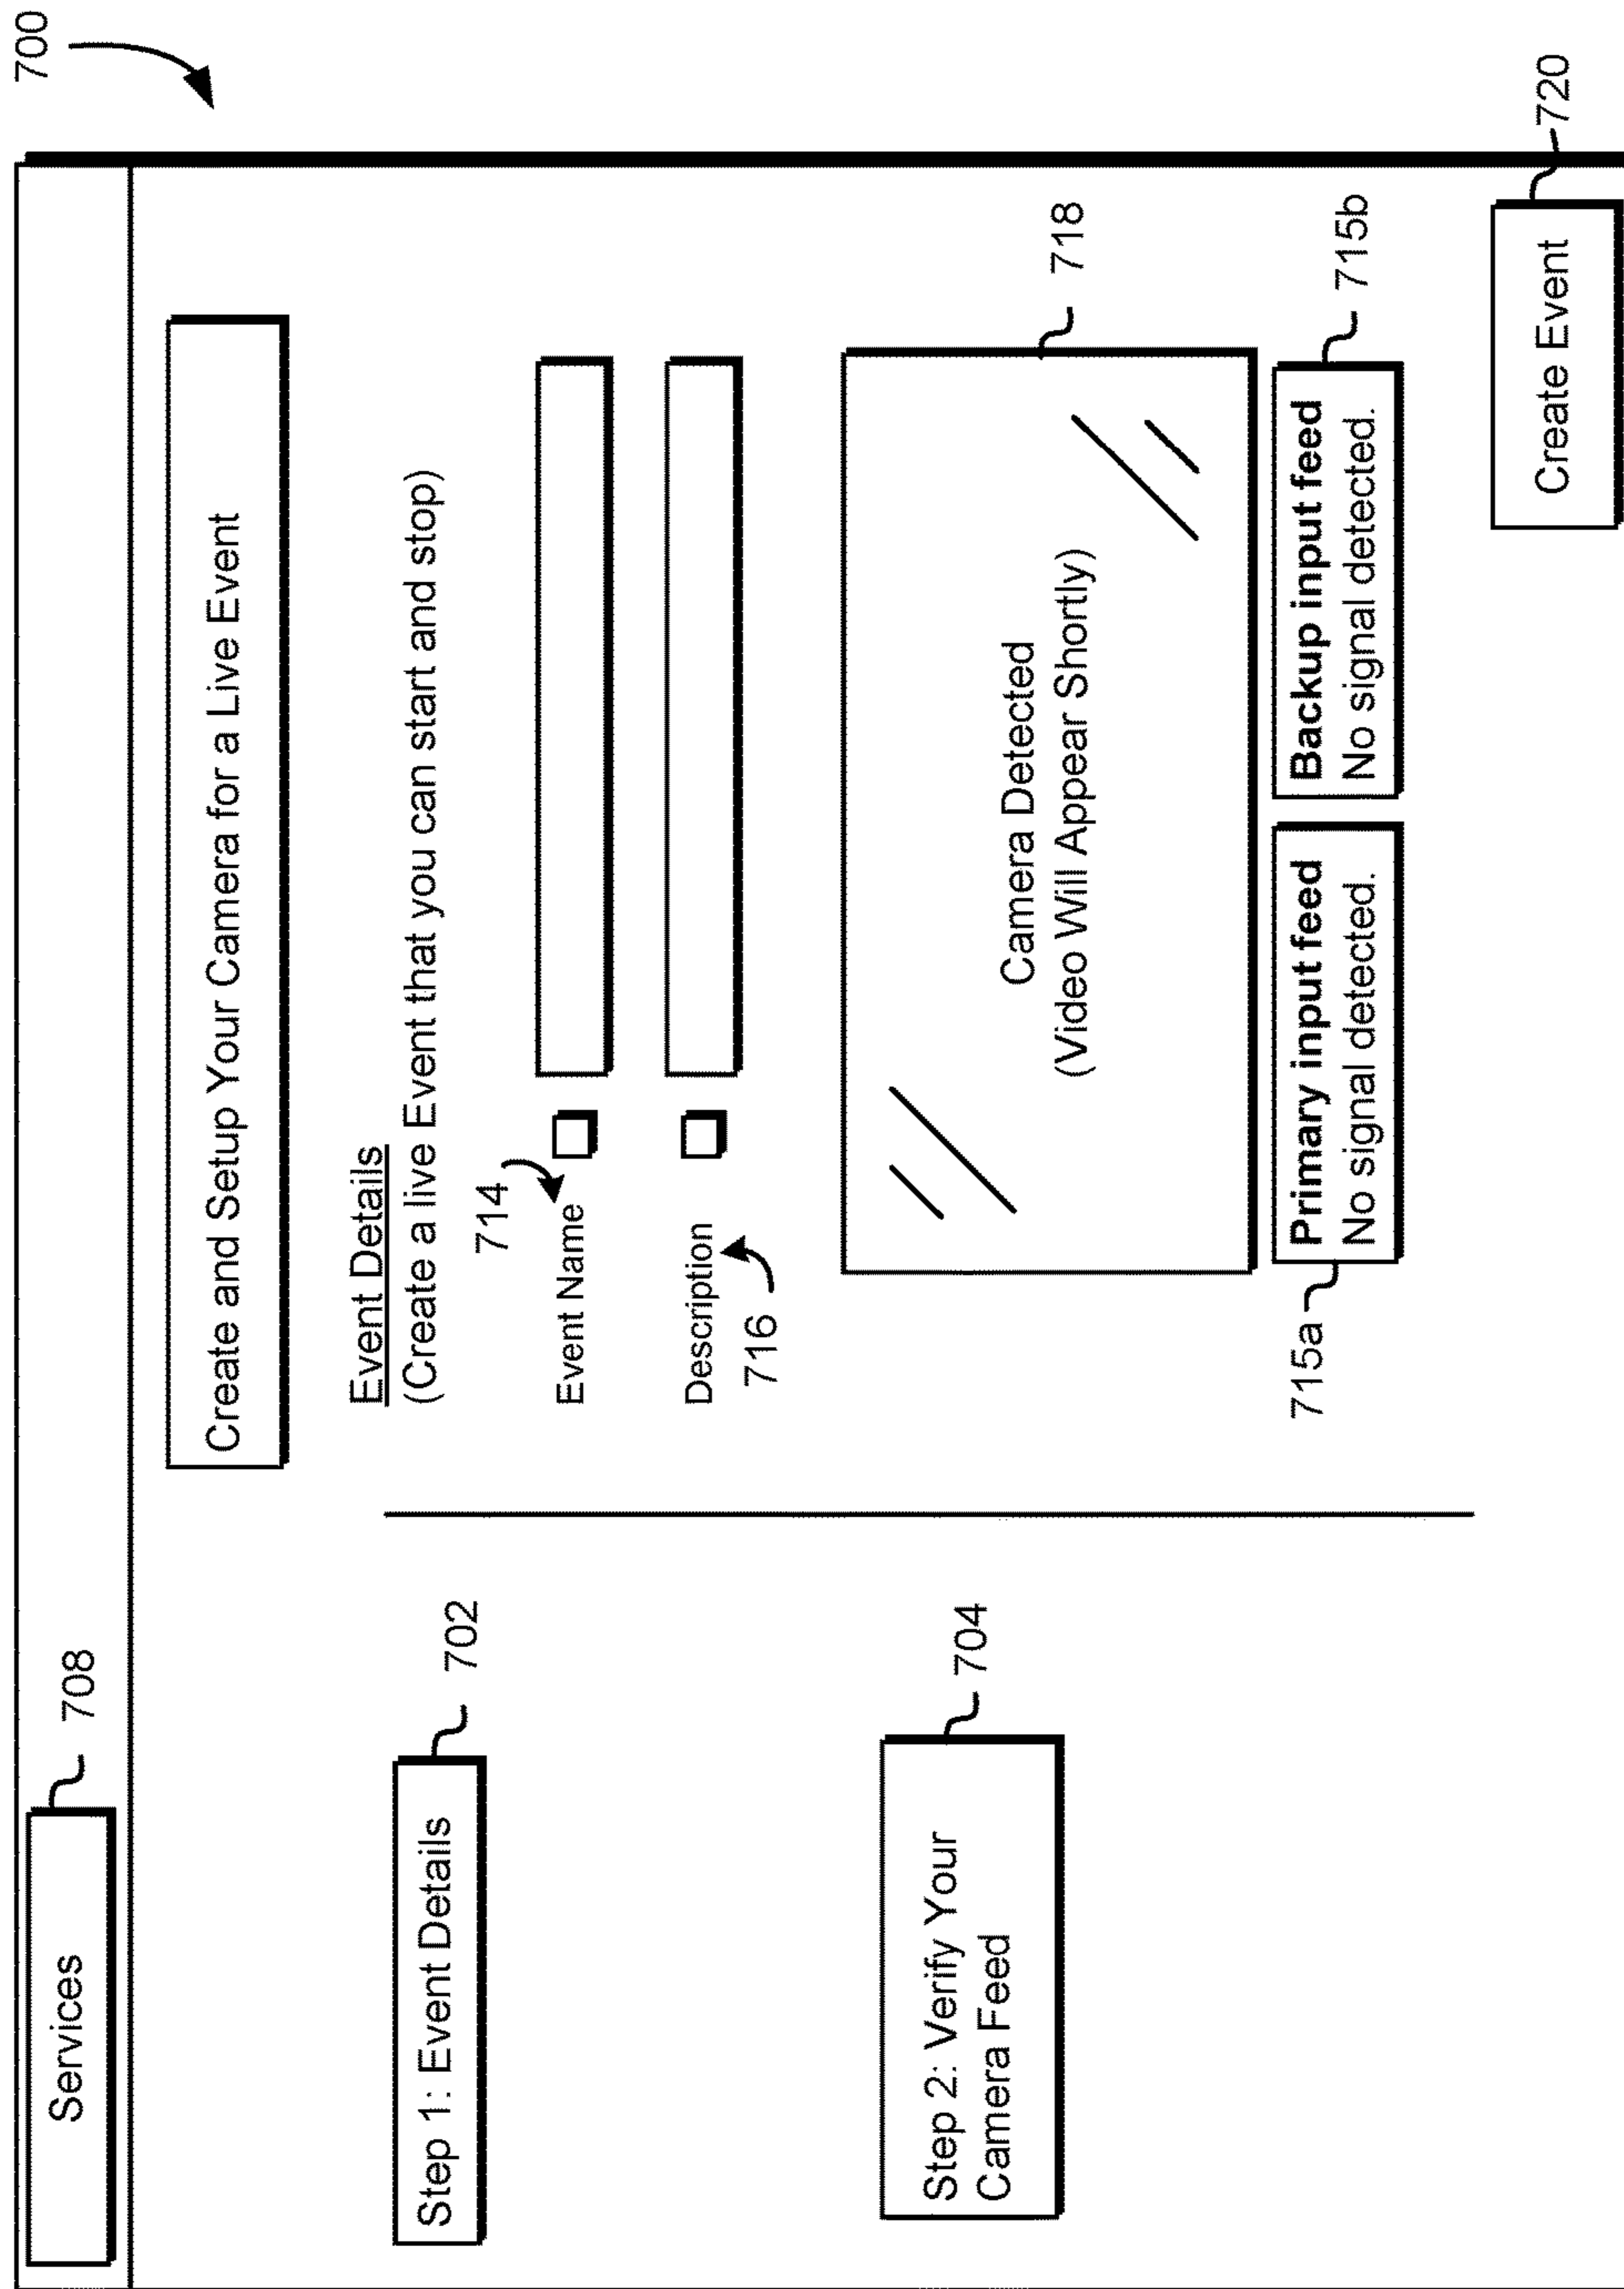 700
Services
708
Create and Setup Your Camera for a Live Event
Step 1: Event Details
702
Event Details
(Create a live Event that you can start and stop)
714
Event Name
Description
716
Step 2: Verify Your
Camera Feed
704
Camera Detected
(Video Will Appear Shortly)
718
715a
Primary input feed
No signal detected.
Backup input feed
No signal detected.
715b
Create Event
720